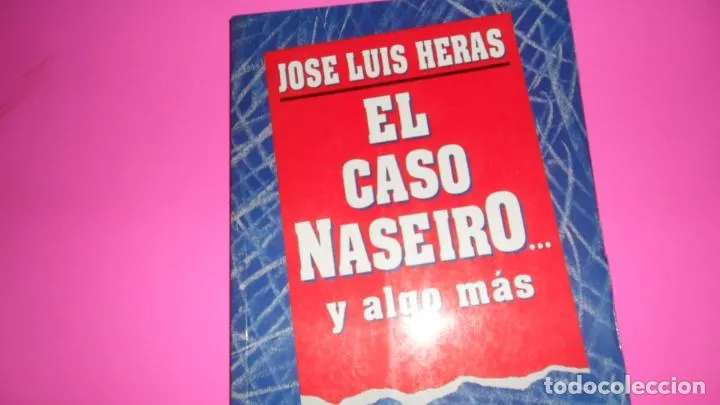 JOSE LUIS HERAS
EL
CASO
NASEIRO...
y algo más
todocoleccion